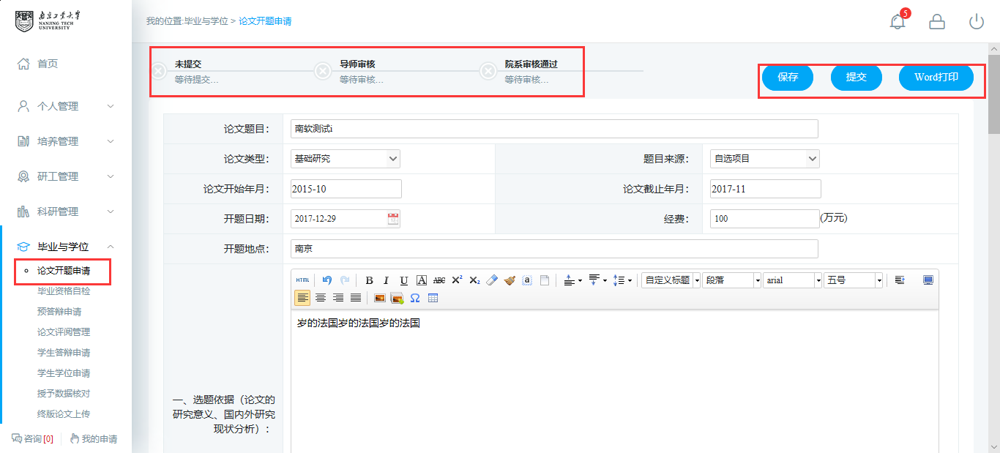 南京工业大学
NANJING TECH
UNIVERSITY
我的位置:毕业与学位 > 论文开题申请
5
首页
个人管理
培养管理
研工管理
科研管理
毕业与学位
论文开题申请
毕业资格自检
预答辩申请
论文评阅管理
学生答辩申请
学生学位申请
授予数据核对
终版论文上传
咨询[0] 我的申请
未提交 导师审核 院系审核通过
等待提交... 等待审核... 等待审核...
保存 提交 Word打印
论文题目： 南软测试i
论文类型： 基础研究 题目来源： 自选项目
论文开始年月： 2015-10 论文截止年月： 2017-11
开题日期： 2017-12-29 经费： 100 (万元)
开题地点： 南京
HTML B I U A ABC X² X₂ a 自定义标题 段落 arial 五号
Ω
岁的法国岁的法国岁的法国
一、选题依据（论文的
研究意义、国内外研究
现状分析）：